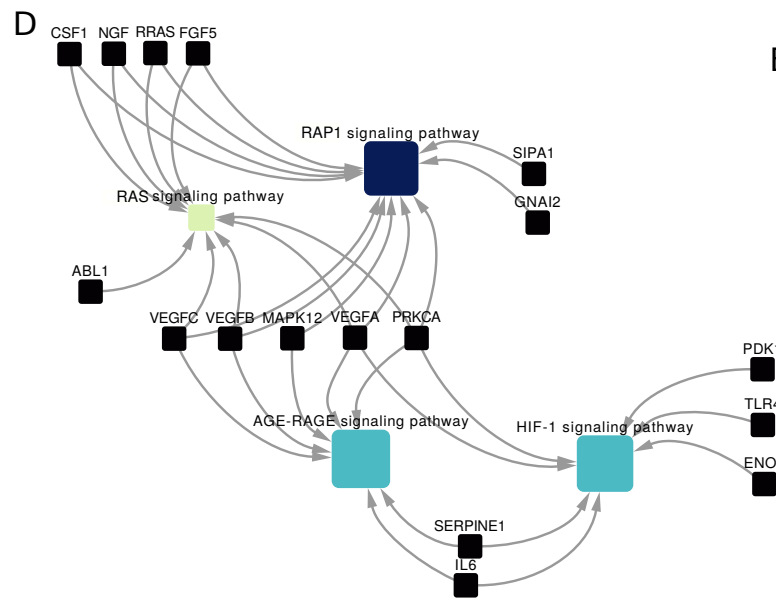 D
CSF1 NGF RRAS FGF5
RAP1 signaling pathway
SIPA1
RAS signaling pathway
GNAI2
ABL1
VEGFC VEGFB MAPK12 VEGFA PRKCA
AGE-RAGE signaling pathway
HIF-1 signaling pathway
SERPINE1
IL6